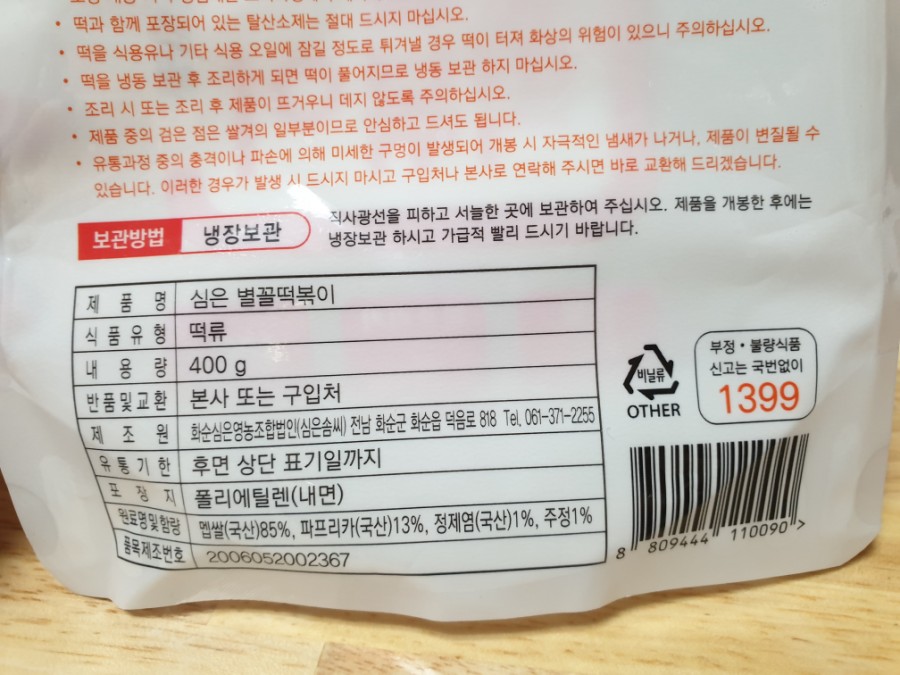 • 떡과 함께 포장되어 있는 탈산소제는 절대 드시지 마십시오.
• 떡을 식용유나 기타 식용 오일에 잠길 정도로 튀겨낼 경우 떡이 터져 화상의 위험이 있으니 주의하십시오.
• 떡을 냉동 보관 후 조리하게 되면 떡이 풀어지므로 냉동 보관 하지 마십시오.
• 조리 시 또는 조리 후 제품이 뜨거우니 데지 않도록 주의하십시오.
• 제품 중의 검은 점은 쌀겨의 일부분이므로 안심하고 드셔도 됩니다.
• 유통과정 중의 충격이나 파손에 의해 미세한 구멍이 발생되어 개봉 시 자극적인 냄새가 나거나, 제품이 변질될 수
있습니다. 이러한 경우가 발생 시 드시지 마시고 구입처나 본사로 연락해 주시면 바로 교환해 드리겠습니다.
보관방법 냉장보관
직사광선을 피하고 서늘한 곳에 보관하여 주십시오. 제품을 개봉한 후에는
냉장보관 하시고 가급적 빨리 드시기 바랍니다.
제품명 심은 별꼴떡볶이
식품유형 떡류
내용량 400 g
반품및교환 본사 또는 구입처
제조원 화순심은영농조합법인(심은솜씨) 전남 화순군 화순읍 덕음로 818 Tel. 061-371-2255
유통기한 후면 상단 표기일까지
포장지 폴리에틸렌(내면)
원료명및함량 멥쌀(국산)85%, 파프리카(국산)13%, 정제염(국산)1%, 주정1%
품목제조번호 2006052002367
비닐류
OTHER
부정・불량식품
신고는 국번없이
1399
8 809444 110090 >